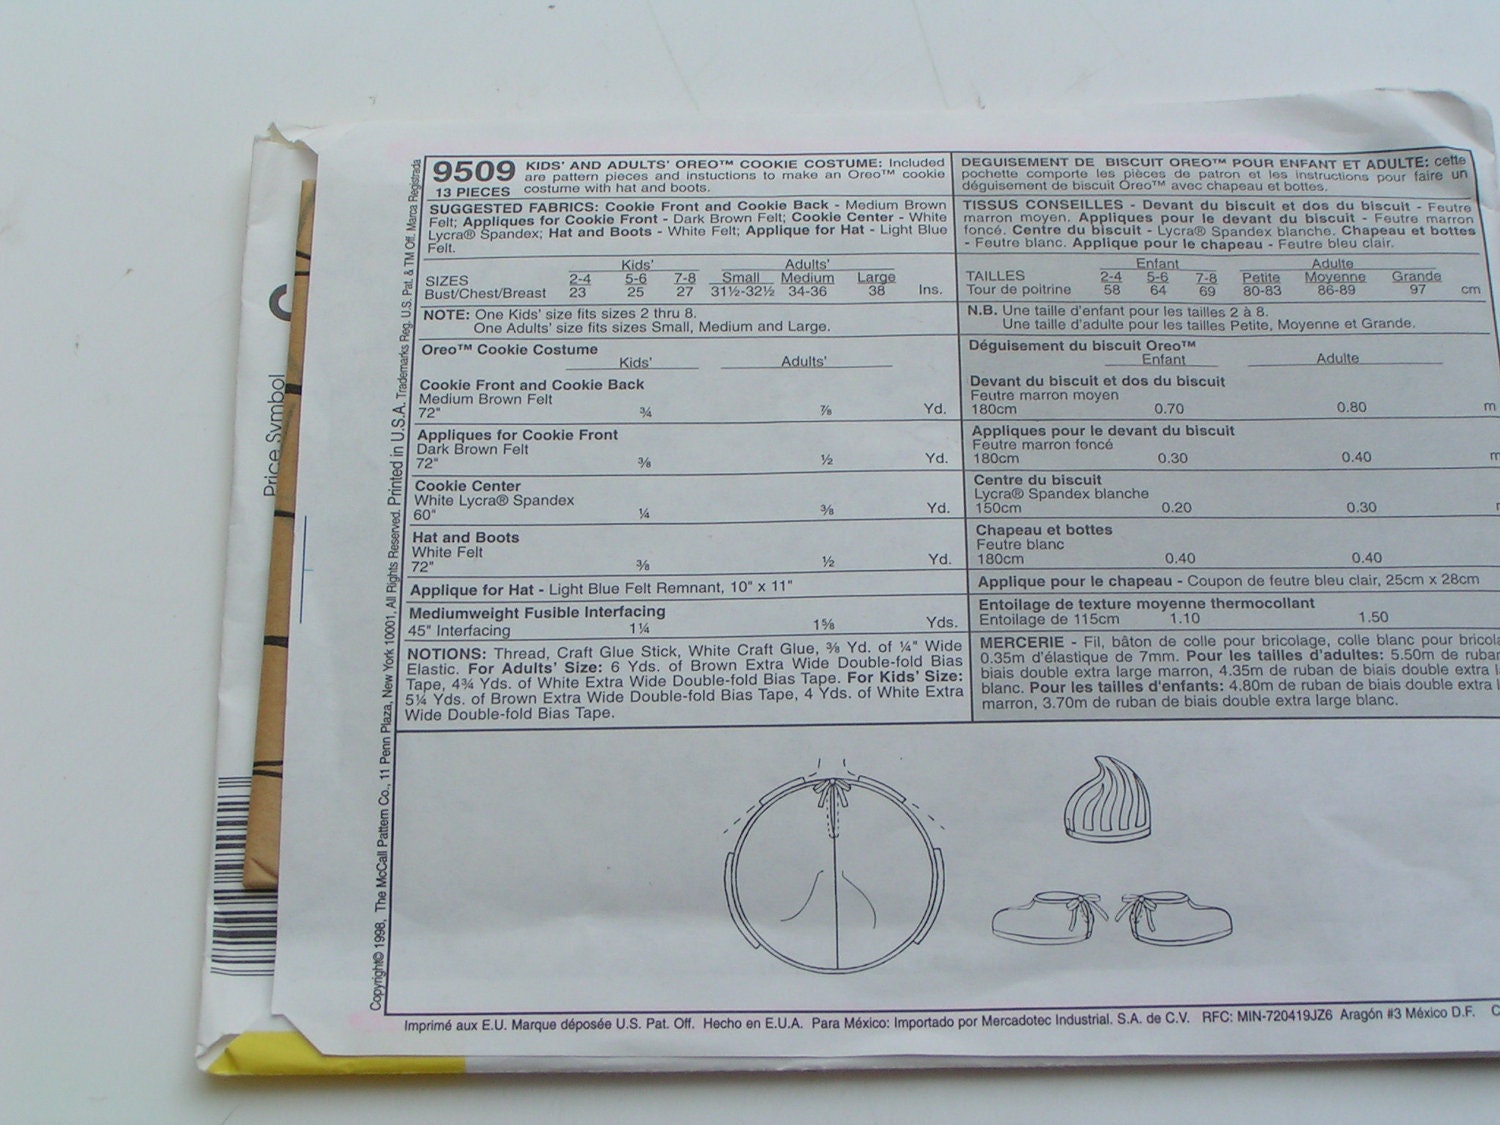 9509
13 PIECES
KIDS' AND ADULTS' OREO™ COOKIE COSTUME: Included
are pattern pieces and instuctions to make an Oreo™ cookie
costume with hat and boots.
SUGGESTED FABRICS: Cookie Front and Cookie Back - Medium Brown
Felt; Appliques for Cookie Front - Dark Brown Felt; Cookie Center - White
Lycra® Spandex; Hat and Boots - White Felt; Applique for Hat - Light Blue
Felt.
Kids' Adults'
SIZES 2-4 5-6 7-8 Small Medium Large
Bust/Chest/Breast 23 25 27 31½-32½ 34-36 38 Ins.
NOTE: One Kids' size fits sizes 2 thru 8.
One Adults' size fits sizes Small, Medium and Large.
Oreo™ Cookie Costume
Kids' Adults'
Cookie Front and Cookie Back
Medium Brown Felt
72" ¾ ⅞ Yd.
Appliques for Cookie Front
Dark Brown Felt
72" ⅜ ½ Yd.
Cookie Center
White Lycra® Spandex
60" ¼ ⅜ Yd.
Hat and Boots
White Felt
72" ⅜ ½ Yd.
Applique for Hat - Light Blue Felt Remnant, 10" x 11"
Mediumweight Fusible Interfacing
45" Interfacing 1¼ 1⅝ Yds.
NOTIONS: Thread, Craft Glue Stick, White Craft Glue, ⅜ Yd. of ¼" Wide
Elastic. For Adults' Size: 6 Yds. of Brown Extra Wide Double-fold Bias
Tape, 4¾ Yds. of White Extra Wide Double-fold Bias Tape. For Kids' Size:
5¼ Yds. of Brown Extra Wide Double-fold Bias Tape, 4 Yds. of White Extra
Wide Double-fold Bias Tape.
DEGUISEMENT DE BISCUIT OREO™ POUR ENFANT ET ADULTE: cette
pochette comporte les pièces de patron et les instructions pour faire un
déguisement de biscuit Oreo™ avec chapeau et bottes.
TISSUS CONSEILLES - Devant du biscuit et dos du biscuit - Feutre
marron moyen. Appliques pour le devant du biscuit - Feutre marron
foncé. Centre du biscuit - Lycra® Spandex blanche. Chapeau et bottes
- Feutre blanc. Applique pour le chapeau - Feutre bleu clair.
Enfant Adulte
TAILLES 2-4 5-6 7-8 Petite Moyenne Grande
Tour de poitrine 58 64 69 80-83 86-89 97 cm
N.B. Une taille d'enfant pour les tailles 2 à 8.
Une taille d'adulte pour les tailles Petite, Moyenne et Grande.
Déguisement du biscuit Oreo™
Enfant Adulte
Devant du biscuit et dos du biscuit
Feutre marron moyen
180cm 0.70 0.80 m
Appliques pour le devant du biscuit
Feutre marron foncé
180cm 0.30 0.40 m
Centre du biscuit
Lycra® Spandex blanche
150cm 0.20 0.30
Chapeau et bottes
Feutre blanc
180cm 0.40 0.40
Applique pour le chapeau - Coupon de feutre bleu clair, 25cm x 28cm
Entoilage de texture moyenne thermocollant
Entoilage de 115cm 1.10 1.50
MERCERIE - Fil, bâton de colle pour bricolage, colle blanc pour bricola
0.35m d'élastique de 7mm. Pour les tailles d'adultes: 5.50m de ruban
biais double extra large marron, 4.35m de ruban de biais double extra l
blanc. Pour les tailles d'enfants: 4.80m de ruban de biais double extra l
marron, 3.70m de ruban de biais double extra large blanc.
Copyright© 1998, The McCall Pattern Co., 11 Penn Plaza, New York 10001. All Rights Reserved. Printed in U.S.A. Trademarks Reg. U.S. Pat. & TM Off. Marca Registrada
Price Symbol
Imprimé aux E.U. Marque déposée U.S. Pat. Off. Hecho en E.U.A. Para México: Importado por Mercadotec Industrial. S.A. de C.V. RFC: MIN-720419JZ6 Aragón #3 México D.F. C